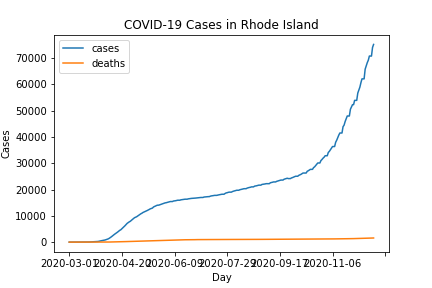 COVID-19 Cases in Rhode Island
cases
deaths
70000
60000
50000
40000
30000
20000
10000
0
Cases
2020-03-01 2020-04-20 2020-06-09 2020-07-29 2020-09-17 2020-11-06
Day